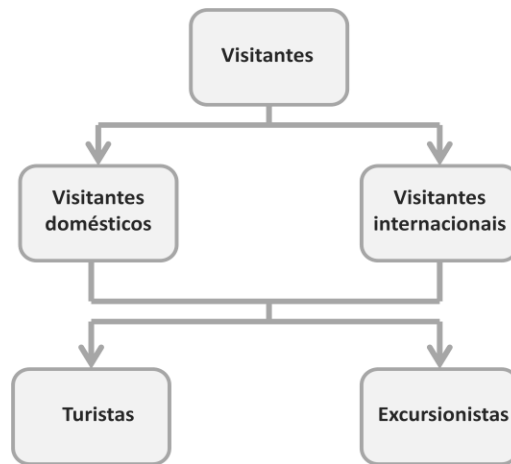 Visitantes
Visitantes
domésticos
Visitantes
internacionais
Turistas
Excursionistas